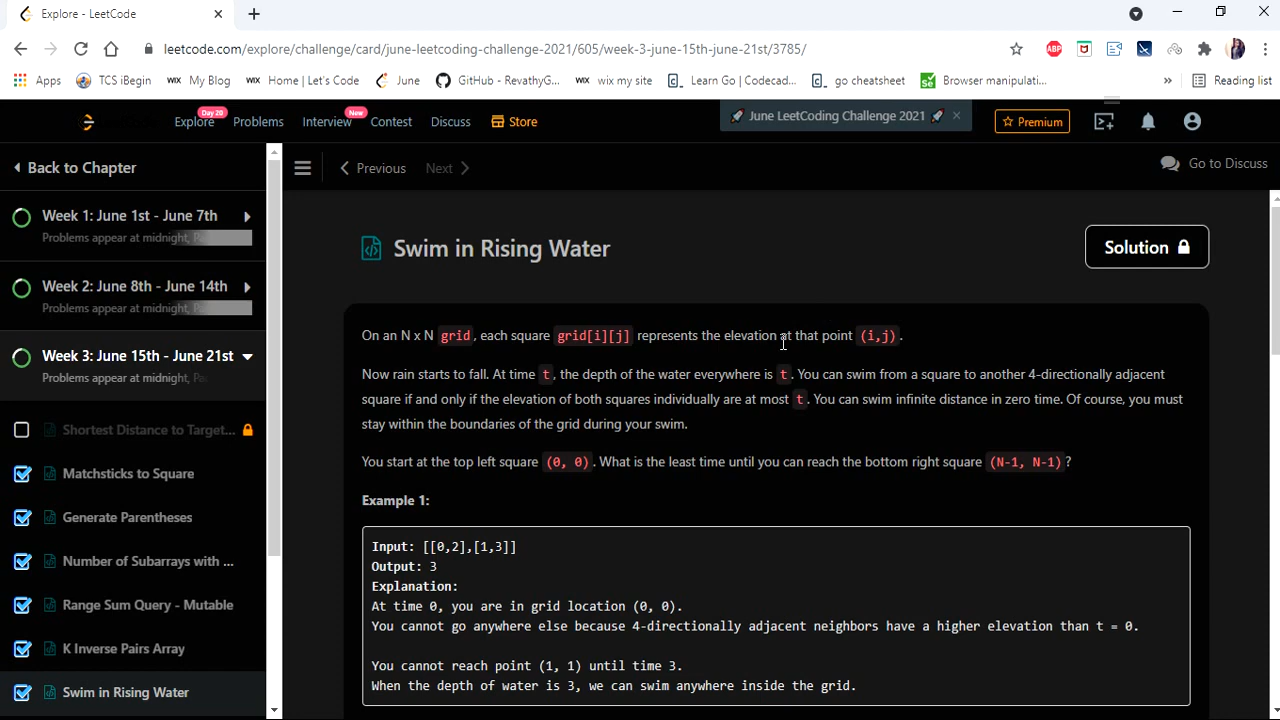 Explore - LeetCode
leetcode.com/explore/challenge/card/june-leetcoding-challenge-2021/605/week-3-june-15th-june-21st/3785/
ABP
Apps TCS iBegin WIX My Blog WIX Home | Let's Code June GitHub - RevathyG... WIX wix my site Learn Go | Codecad... go cheatsheet Browser manipulati... » Reading list
Day 20 New
Explore Problems Interview Contest Discuss Store June LeetCoding Challenge 2021 Premium
Back to Chapter Previous Next Go to Discuss
Week 1: June 1st - June 7th
Problems appear at midnight,
Week 2: June 8th - June 14th
Problems appear at midnight,
Week 3: June 15th - June 21st
Problems appear at midnight,
Shortest Distance to Target...
Matchsticks to Square
Generate Parentheses
Number of Subarrays with ...
Range Sum Query - Mutable
K Inverse Pairs Array
Swim in Rising Water
Swim in Rising Water
Solution
On an N x N grid, each square grid[i][j] represents the elevation at that point (i,j).
Now rain starts to fall. At time t, the depth of the water everywhere is t. You can swim from a square to another 4-directionally adjacent
square if and only if the elevation of both squares individually are at most t. You can swim infinite distance in zero time. Of course, you must
stay within the boundaries of the grid during your swim.
You start at the top left square (0, 0). What is the least time until you can reach the bottom right square (N-1, N-1)?
Example 1:
Input: [[0,2],[1,3]]
Output: 3
Explanation:
At time 0, you are in grid location (0, 0).
You cannot go anywhere else because 4-directionally adjacent neighbors have a higher elevation than t = 0.
You cannot reach point (1, 1) until time 3.
When the depth of water is 3, we can swim anywhere inside the grid.